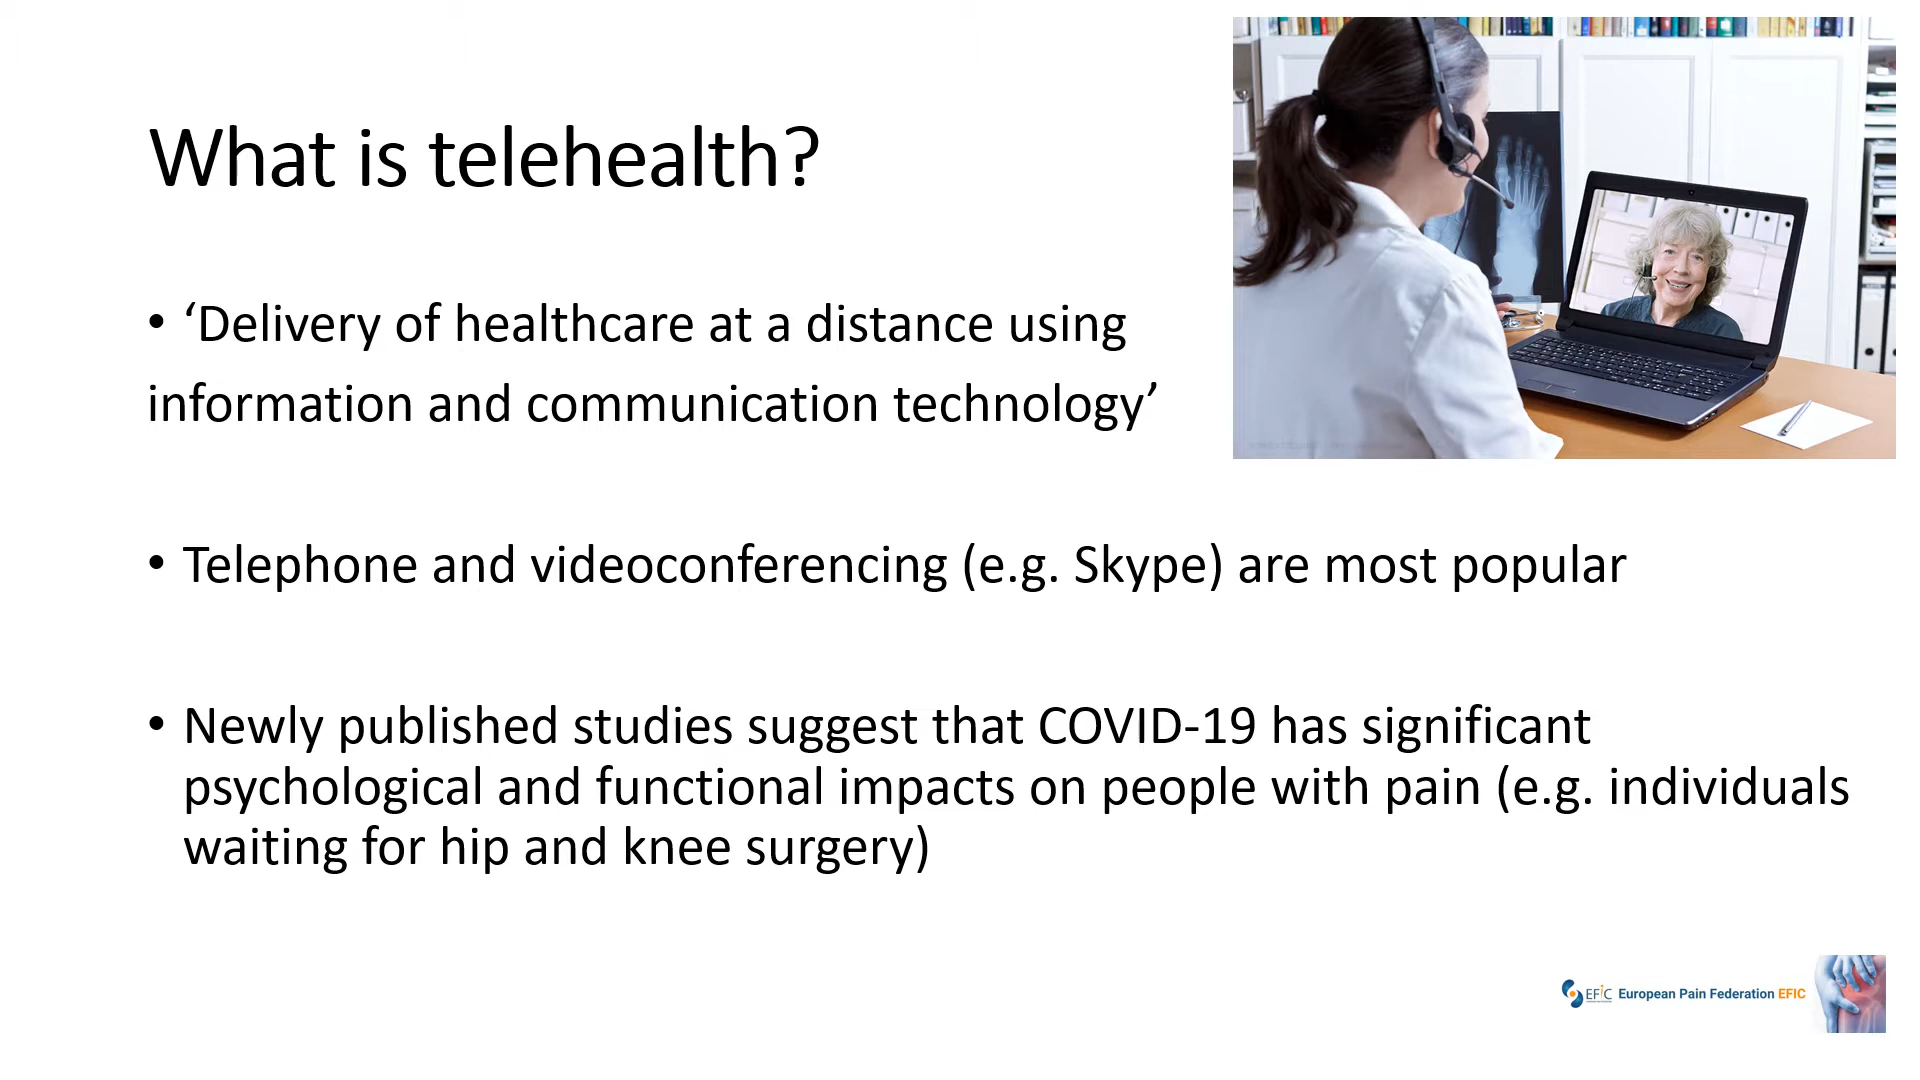 What is telehealth?
• ‘Delivery of healthcare at a distance using
information and communication technology’
• Telephone and videoconferencing (e.g. Skype) are most popular
• Newly published studies suggest that COVID-19 has significant
psychological and functional impacts on people with pain (e.g. individuals
waiting for hip and knee surgery)
EFIC European Pain Federation EFIC